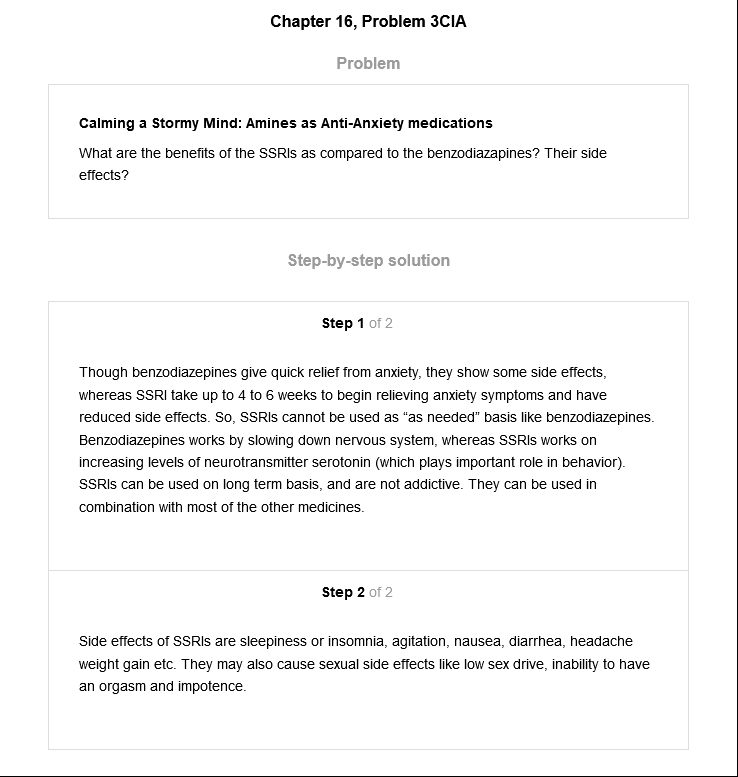 Chapter 16, Problem 3CIA
Problem
Calming a Stormy Mind: Amines as Anti-Anxiety medications
What are the benefits of the SSRIs as compared to the benzodiazapines? Their side
effects?
Step-by-step solution
Step 1 of 2
Though benzodiazepines give quick relief from anxiety, they show some side effects,
whereas SSRI take up to 4 to 6 weeks to begin relieving anxiety symptoms and have
reduced side effects. So, SSRIs cannot be used as “as needed” basis like benzodiazepines.
Benzodiazepines works by slowing down nervous system, whereas SSRIs works on
increasing levels of neurotransmitter serotonin (which plays important role in behavior).
SSRIs can be used on long term basis, and are not addictive. They can be used in
combination with most of the other medicines.
Step 2 of 2
Side effects of SSRIs are sleepiness or insomnia, agitation, nausea, diarrhea, headache
weight gain etc. They may also cause sexual side effects like low sex drive, inability to have
an orgasm and impotence.